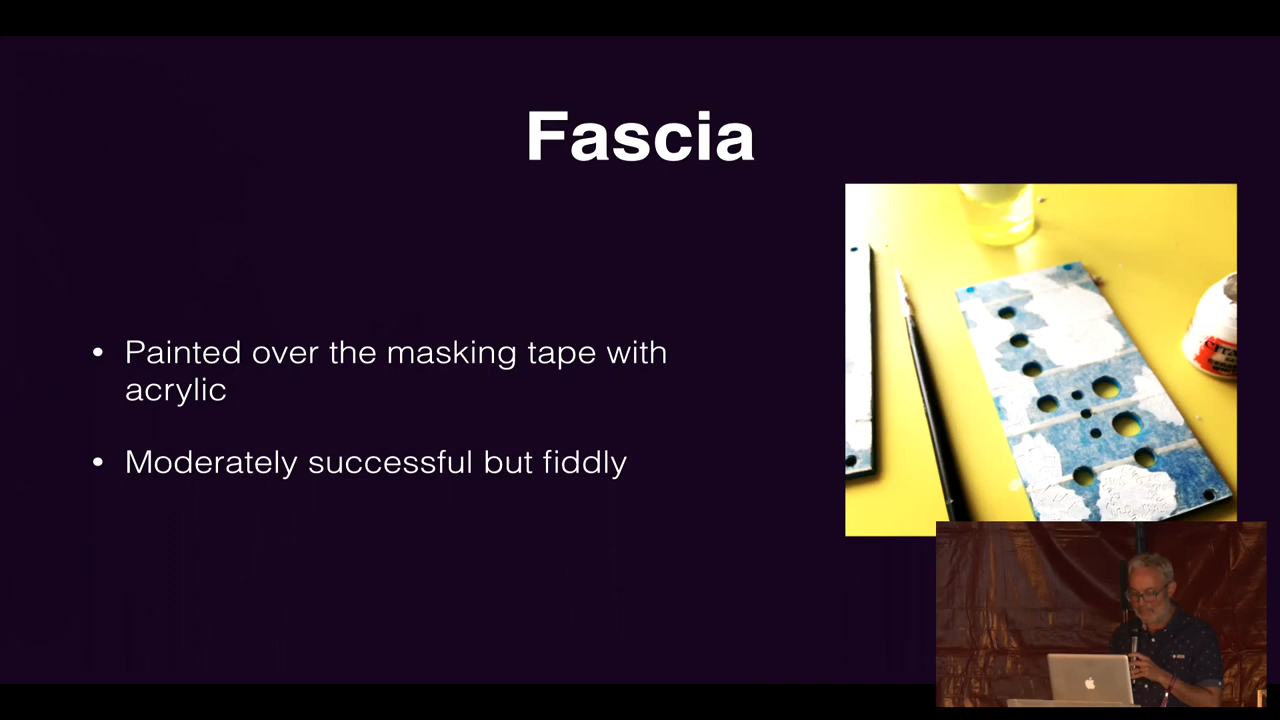 Fascia
• Painted over the masking tape with
acrylic
• Moderately successful but fiddly